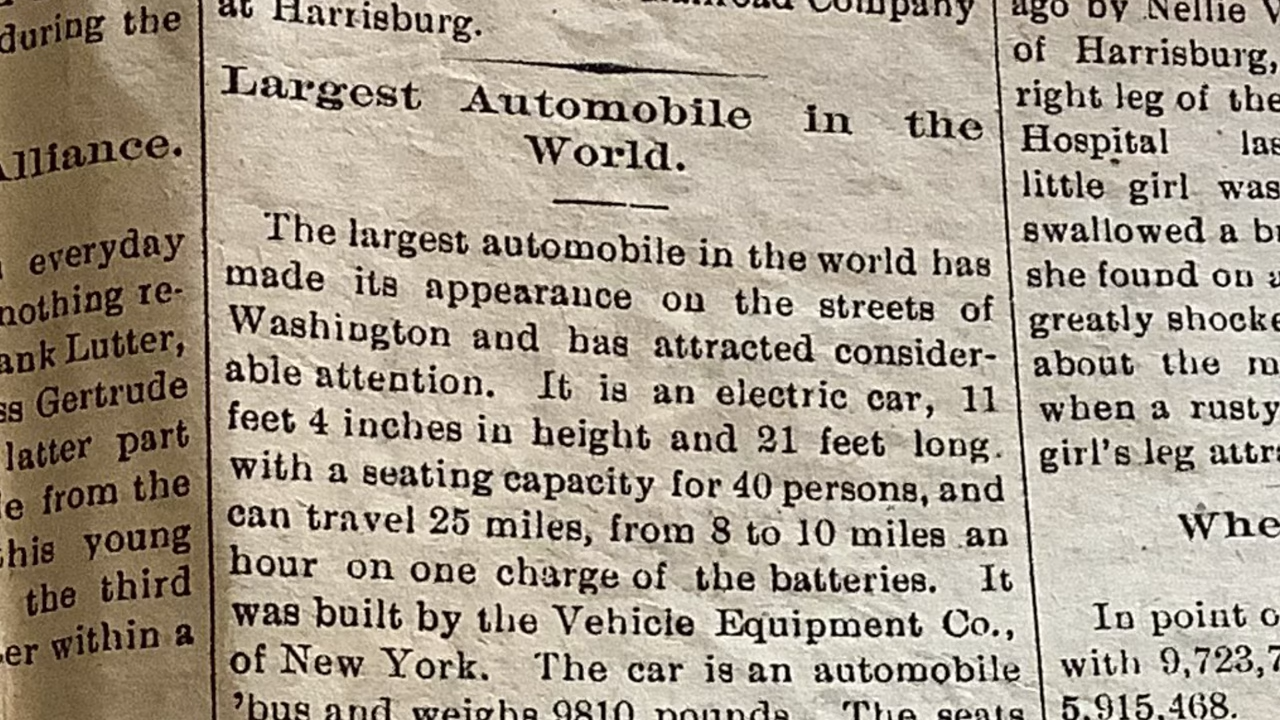 during the
Alliance.
everyday
nothing re-
ank Lutter,
ss Gertrude
latter part
from the
this young
the third
er within a
at Harrisburg.
Company
Largest Automobile in the
World.
The largest automobile in the world has
made its appearance on the streets of
Washington and has attracted consider-
able attention. It is an electric car, 11
feet 4 inches in height and 21 feet long.
with a seating capacity for 40 persons, and
can travel 25 miles, from 8 to 10 miles an
hour on one charge of the batteries. It
was built by the Vehicle Equipment Co.,
of New York. The car is an automobile
'bus and weighs 9810 pounds. The seats
ago by Nellie
of Harrisburg,
right leg of the
Hospital las
little girl was
swallowed a
she found on a
greatly shocke
about the m
when a rusty
girl's leg attr
Whe
In point o
with 9,723,7
5,915,468.